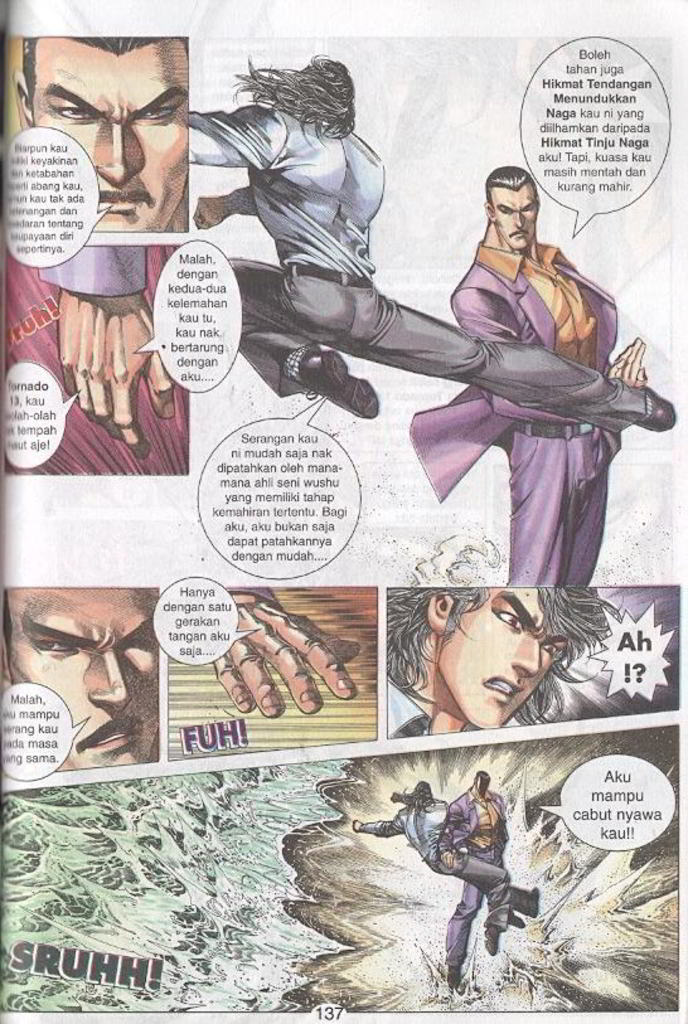 kau
keyakinan
ketabahan
abang kau,
kau tak ada
dan
tentang
diri
sepertinya.
Malah,
dengan
kedua-dua
kelemahan
kau tu,
kau nak
bertarung
dengan
aku....
Boleh
tahan juga
Hikmat Tendangan
Menundukkan
Naga kau ni yang
diilhamkan daripada
Hikmat Tinju Naga
aku! Tapi, kuasa kau
masih mentah dan
kurang mahir.
kau
tempah
aje!
Serangan kau
ni mudah saja nak
dipatahkan oleh mana-
mana ahli seni wushu
yang memiliki tahap
kemahiran tertentu. Bagi
aku, aku bukan saja
dapat patahkannya
dengan mudah....
Malah,
mampu
kau
masa
yang sama.
Hanya
dengan satu
gerakan
tangan aku
saja....
FUH!
Ah
!?
Aku
mampu
cabut nyawa
kau!!
SRUHH!
137